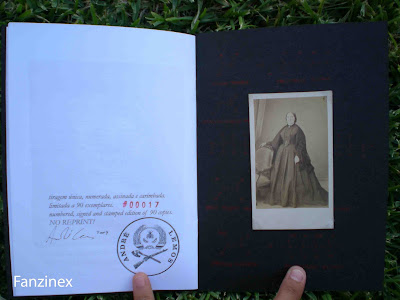 tiragem única, numerada, assinada e carimbada
limitada a 90 exemplares. #00017
numbered, signed and stamped edition of 90 copies.
NO REPRINT!
ANDRÉ LEMOS
Fanzinex